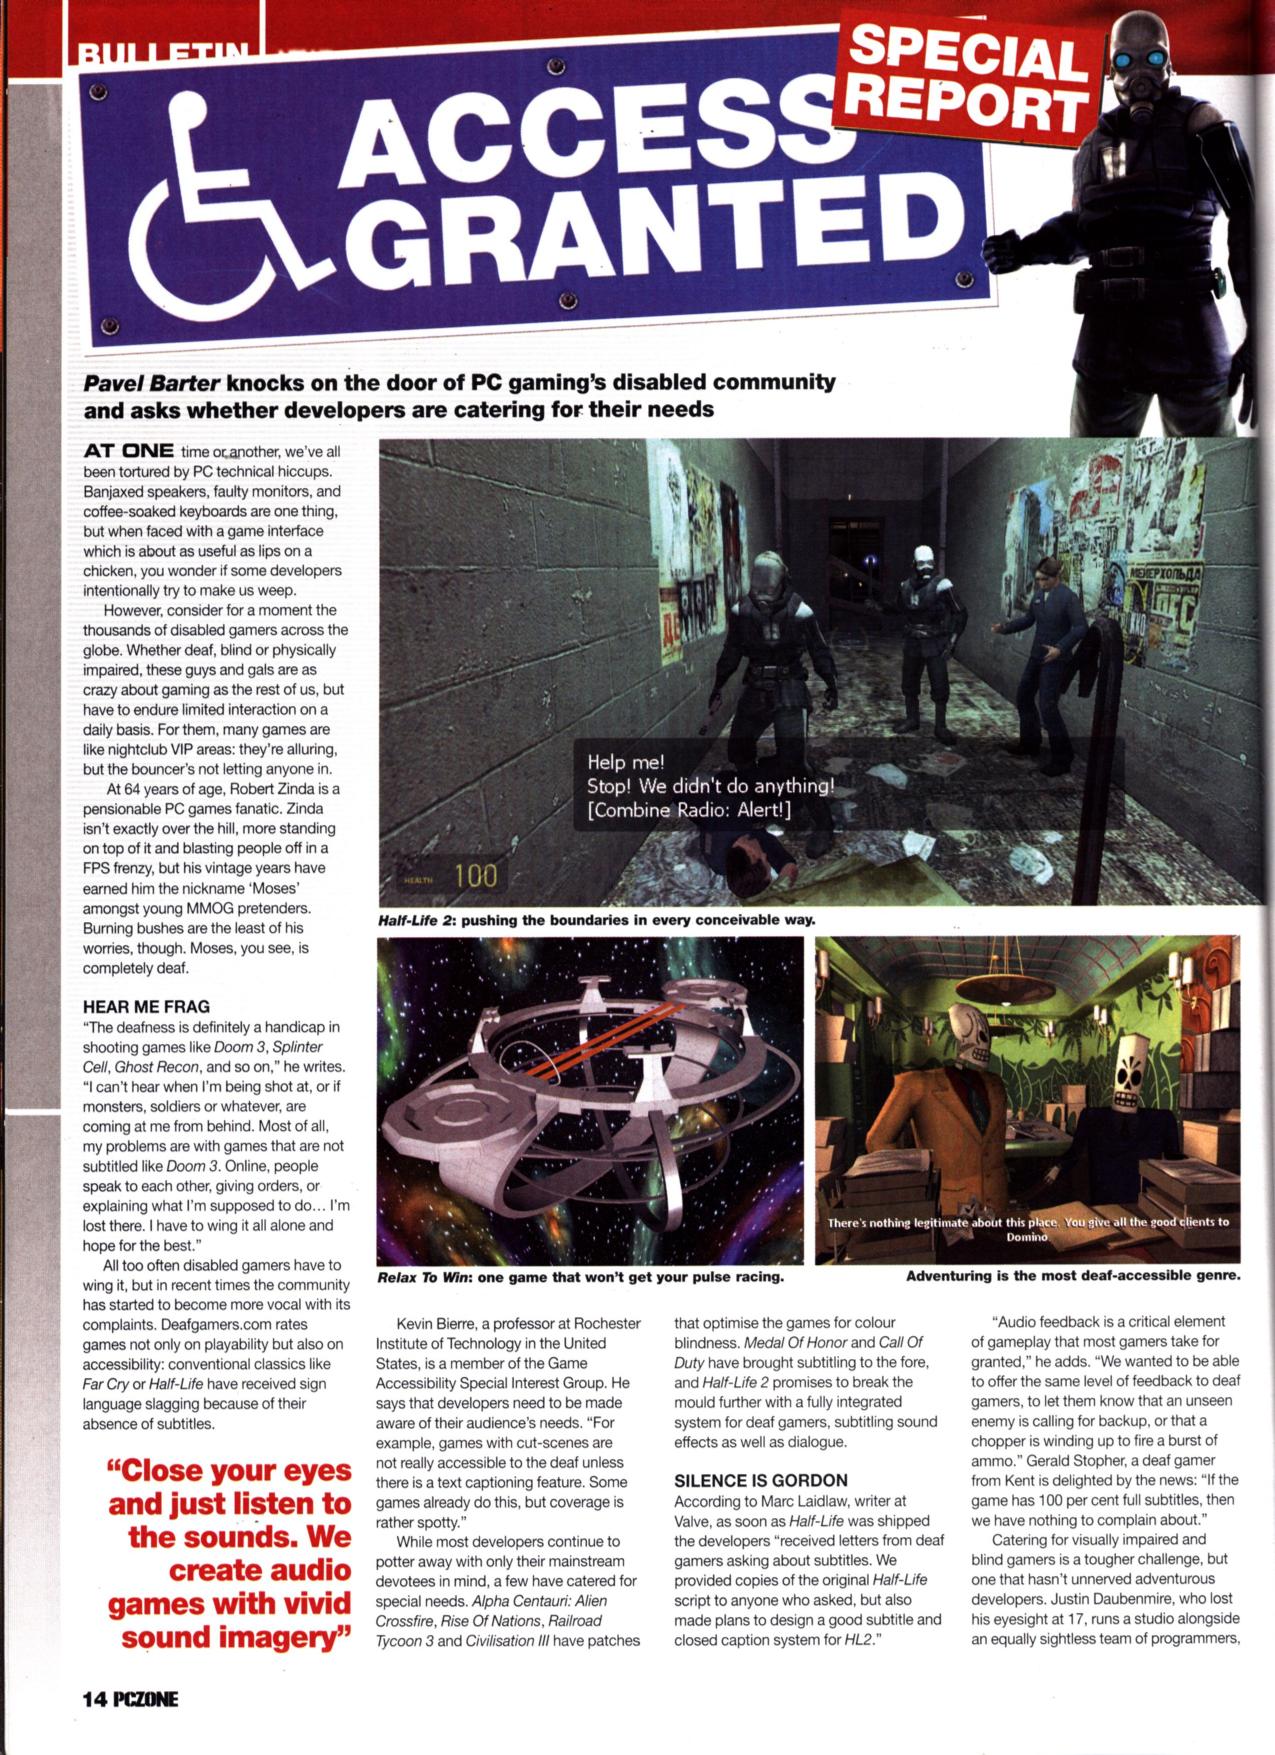 BULLETIN
ACCESS
GRANTED
SPECIAL
REPORT
Pavel Barter knocks on the door of PC gaming's disabled community
and asks whether developers are catering for their needs
AT ONE time or another, we've all
been tortured by PC technical hiccups.
Banjaxed speakers, faulty monitors, and
coffee-soaked keyboards are one thing,
but when faced with a game interface
which is about as useful as lips on a
chicken, you wonder if some developers
intentionally try to make us weep.
However, consider for a moment the
thousands of disabled gamers across the
globe. Whether deaf, blind or physically
impaired, these guys and gals are as
crazy about gaming as the rest of us, but
have to endure limited interaction on a
daily basis. For them, many games are
like nightclub VIP areas: they're alluring,
but the bouncer's not letting anyone in.
At 64 years of age, Robert Zinda is a
pensionable PC games fanatic. Zinda
isn't exactly over the hill, more standing
on top of it and blasting people off in a
FPS frenzy, but his vintage years have
earned him the nickname 'Moses'
amongst young MMOG pretenders.
Burning bushes are the least of his
worries, though. Moses, you see, is
completely deaf.
HEAR ME FRAG
"The deafness is definitely a handicap in
shooting games like Doom 3, Splinter
Cell, Ghost Recon, and so on," he writes.
"I can't hear when I'm being shot at, or if
monsters, soldiers or whatever, are
coming at me from behind. Most of all,
my problems are with games that are not
subtitled like Doom 3. Online, people
speak to each other, giving orders, or
explaining what I'm supposed to do... I'm
lost there. I have to wing it all alone and
hope for the best."
All too often disabled gamers have to
wing it, but in recent times the community
has started to become more vocal with its
complaints. Deafgamers.com rates
games not only on playability but also on
accessibility: conventional classics like
Far Cry or Half-Life have received sign
language slagging because of their
absence of subtitles.
"Close your eyes
and just listen to
the sounds. We
create audio
games with vivid
sound imagery"
МЕЙЕРХОЛЬДА
Help me!
Stop! We didn't do anything!
[Combine Radio: Alert!]
HEALTH 100
Half-Life 2: pushing the boundaries in every conceivable way.
Relax To Win: one game that won't get your pulse racing.
There's nothing legitimate about this place. You give all the good clients to
Domino
Adventuring is the most deaf-accessible genre.
Kevin Bierre, a professor at Rochester
Institute of Technology in the United
States, is a member of the Game
Accessibility Special Interest Group. He
says that developers need to be made
aware of their audience's needs. "For
example, games with cut-scenes are
not really accessible to the deaf unless
there is a text captioning feature. Some
games already do this, but coverage is
rather spotty."
While most developers continue to
potter away with only their mainstream
devotees in mind, a few have catered for
special needs. Alpha Centauri: Alien
Crossfire, Rise Of Nations, Railroad
Tycoon 3 and Civilisation III have patches
that optimise the games for colour
blindness. Medal Of Honor and Call Of
Duty have brought subtitling to the fore,
and Half-Life 2 promises to break the
mould further with a fully integrated
system for deaf gamers, subtitling sound
effects as well as dialogue.
SILENCE IS GORDON
According to Marc Laidlaw, writer at
Valve, as soon as Half-Life was shipped
the developers "received letters from deaf
gamers asking about subtitles. We
provided copies of the original Half-Life
script to anyone who asked, but also
made plans to design a good subtitle and
closed caption system for HL2."
"Audio feedback is a critical element
of gameplay that most gamers take for
granted," he adds. "We wanted to be able
to offer the same level of feedback to deaf
gamers, to let them know that an unseen
enemy is calling for backup, or that a
chopper is winding up to fire a burst of
ammo." Gerald Stopher, a deaf gamer
from Kent is delighted by the news: "If the
game has 100 per cent full subtitles, then
we have nothing to complain about."
Catering for visually impaired and
blind gamers is a tougher challenge, but
one that hasn't unnerved adventurous
developers. Justin Daubenmire, who lost
his eyesight at 17, runs a studio alongside
an equally sightless team of programmers,
14 PCZONE